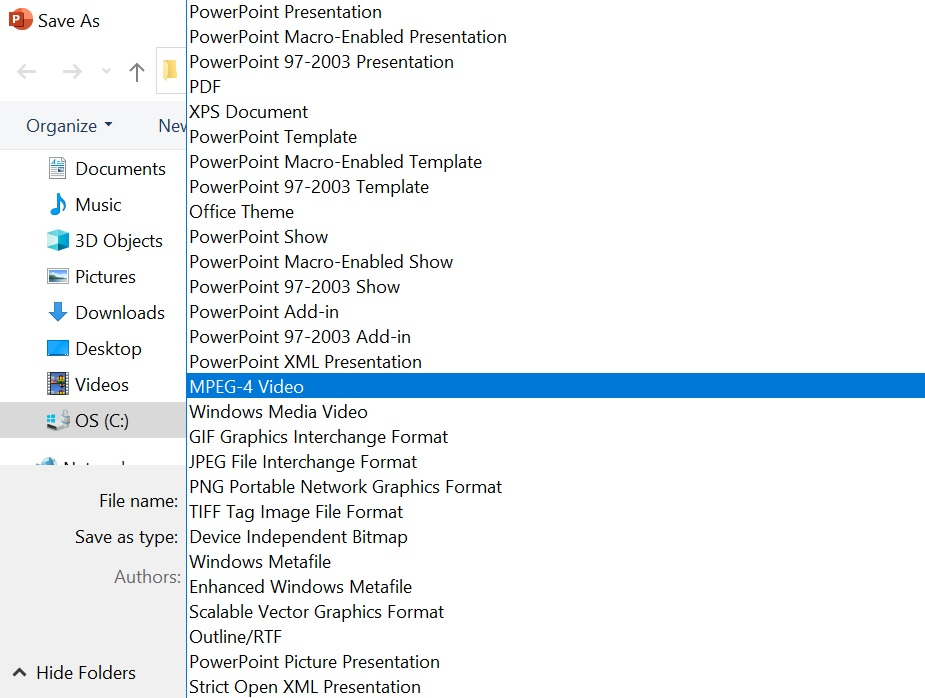 Save As
Organize
New
Documents
Music
3D Objects
Pictures
Downloads
Desktop
Videos
OS (C:)
File name:
Save as type:
Authors:
Hide Folders
PowerPoint Presentation
PowerPoint Macro-Enabled Presentation
PowerPoint 97-2003 Presentation
PDF
XPS Document
PowerPoint Template
PowerPoint Macro-Enabled Template
PowerPoint 97-2003 Template
Office Theme
PowerPoint Show
PowerPoint Macro-Enabled Show
PowerPoint 97-2003 Show
PowerPoint Add-in
PowerPoint 97-2003 Add-in
PowerPoint XML Presentation
MPEG-4 Video
Windows Media Video
GIF Graphics Interchange Format
JPEG File Interchange Format
PNG Portable Network Graphics Format
TIFF Tag Image File Format
Device Independent Bitmap
Windows Metafile
Enhanced Windows Metafile
Scalable Vector Graphics Format
Outline/RTF
PowerPoint Picture Presentation
Strict Open XML Presentation